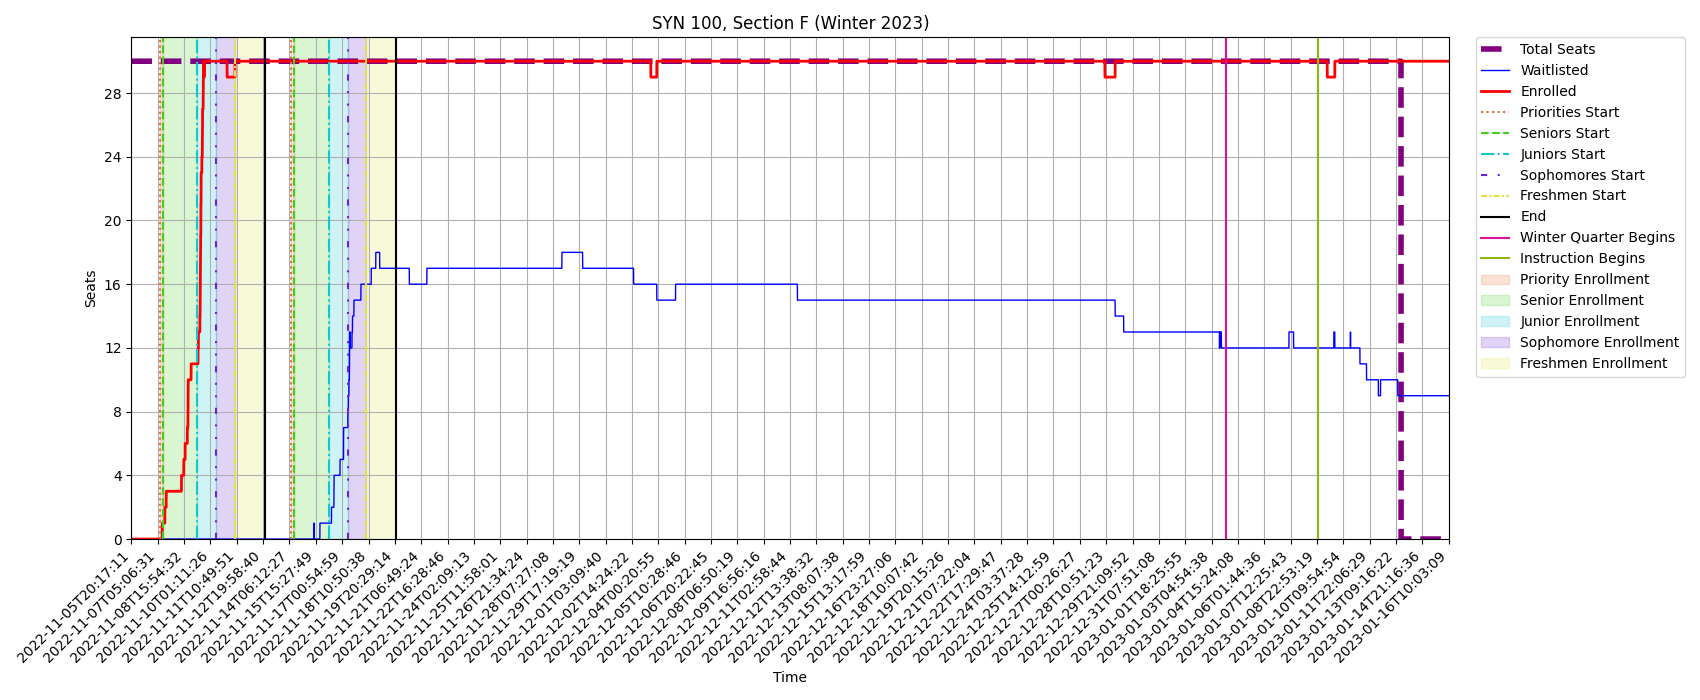 SYN 100, Section F (Winter 2023)
Seats
28
24
20
16
12
8
4
0
2022-11-05T20:17:11
2022-11-07T05:06:31
2022-11-08T15:54:32
2022-11-10T01:11:26
2022-11-11T10:49:51
2022-11-12T19:58:40
2022-11-14T06:12:27
2022-11-15T15:27:49
2022-11-17T00:54:59
2022-11-18T10:50:38
2022-11-19T20:29:14
2022-11-21T06:49:24
2022-11-22T16:28:46
2022-11-24T02:09:13
2022-11-25T11:58:01
2022-11-26T21:34:24
2022-11-28T07:27:08
2022-11-29T17:19:19
2022-12-01T03:09:40
2022-12-02T14:24:22
2022-12-04T00:20:55
2022-12-05T10:28:46
2022-12-06T20:22:45
2022-12-08T06:50:19
2022-12-09T16:56:16
2022-12-11T02:58:44
2022-12-12T13:38:32
2022-12-13T08:07:38
2022-12-15T13:17:59
2022-12-16T23:27:06
2022-12-18T10:07:42
2022-12-19T20:15:26
2022-12-21T07:22:04
2022-12-22T17:29:47
2022-12-24T03:37:28
2022-12-25T14:12:59
2022-12-27T00:26:27
2022-12-28T10:51:23
2022-12-29T21:09:52
2022-12-31T07:51:08
2023-01-01T18:25:55
2023-01-03T04:54:38
2023-01-04T15:24:08
2023-01-06T01:44:36
2023-01-07T12:25:43
2023-01-08T22:53:19
2023-01-10T09:54:54
2023-01-11T22:06:29
2023-01-13T09:16:22
2023-01-14T21:16:36
2023-01-16T10:03:09
Time
Total Seats
Waitlisted
Enrolled
Priorities Start
Seniors Start
Juniors Start
Sophomores Start
Freshmen Start
End
Winter Quarter Begins
Instruction Begins
Priority Enrollment
Senior Enrollment
Junior Enrollment
Sophomore Enrollment
Freshmen Enrollment